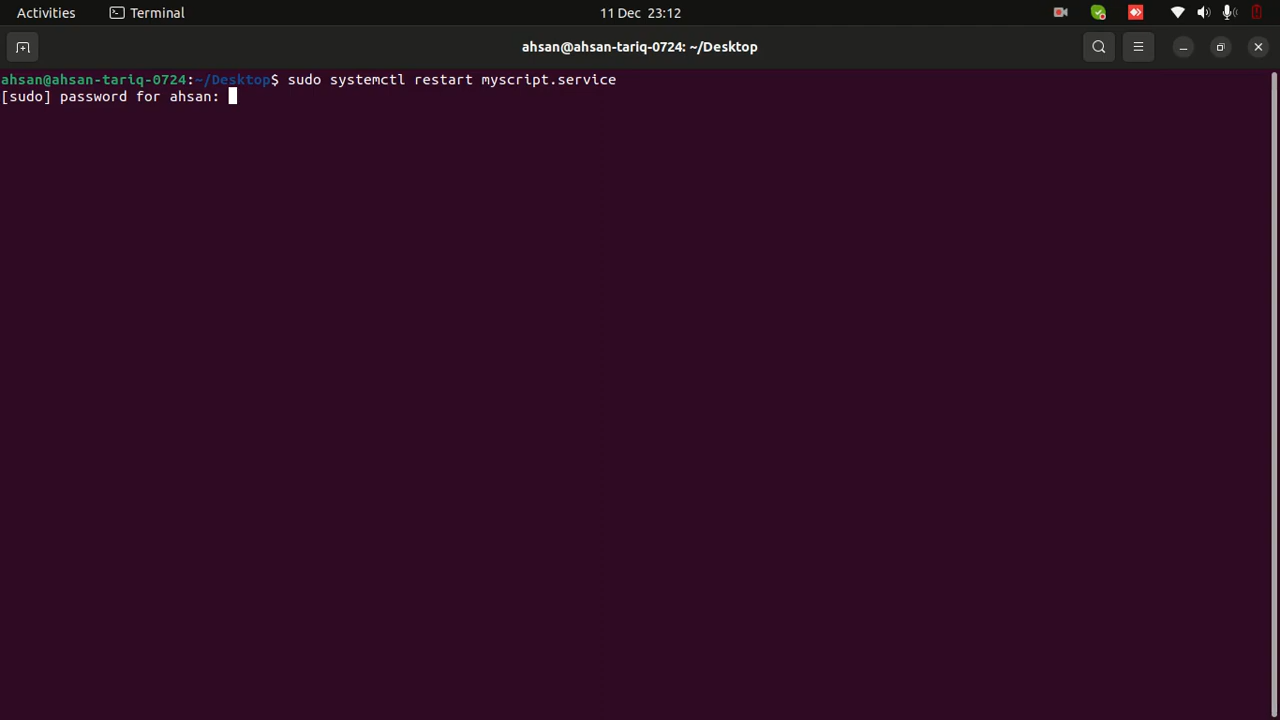 Activities Terminal 11 Dec 23:12
ahsan@ahsan-tariq-0724: ~/Desktop
ahsan@ahsan-tariq-0724:~/Desktop$ sudo systemctl restart myscript.service
[sudo] password for ahsan: